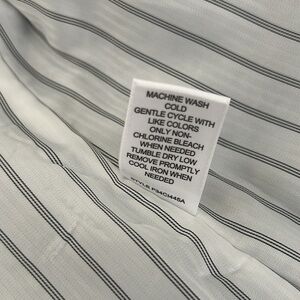 MACHINE WASH
COLD
GENTLE CYCLE WITH
LIKE COLORS
ONLY NON-
CHLORINE BLEACH
WHEN NEEDED
TUMBLE DRY LOW
REMOVE PROMPTLY
COOL IRON WHEN
NEEDED